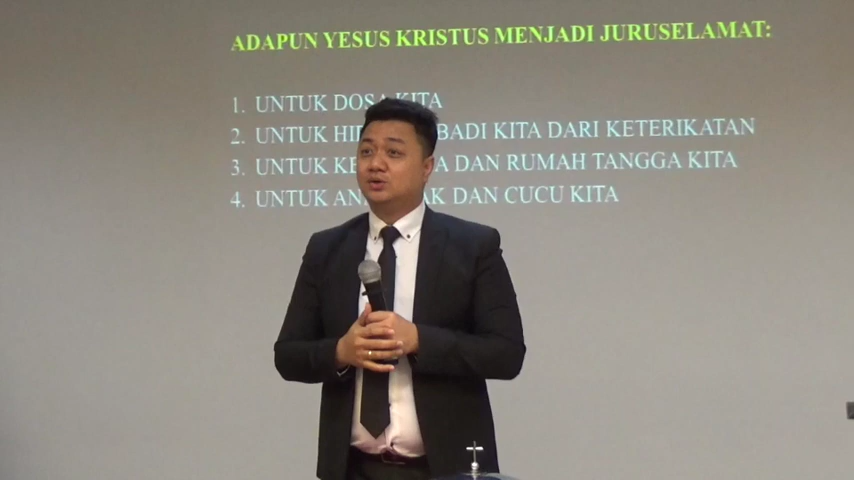 ADAPUN YESUS KRISTUS MENJADI JURUSELAMAT:
1. UNTUK DOSA KITA
2. UNTUK BADI KITA DARI KETERIKATAN
3. UNTUK DAN RUMAH TANGGA KITA
4. UNTUK DAN CUCU KITA